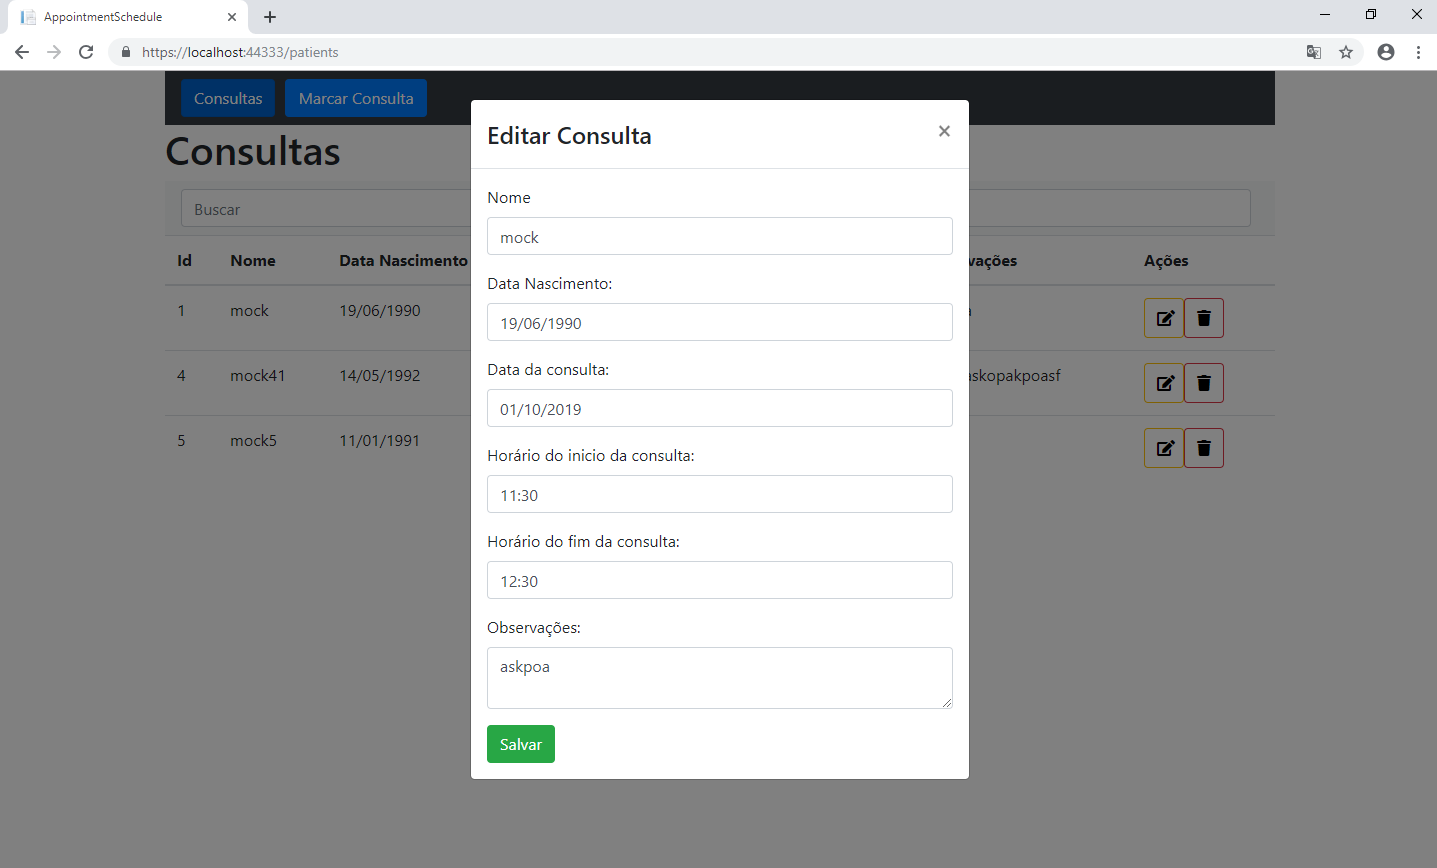 AppointmentSchedule
https://localhost:44333/patients
Consultas Marcar Consulta
Consultas
Buscar
Id Nome Data Nascimento Ações
1 mock 19/06/1990
4 mock41 14/05/1992
5 mock5 11/01/1991
Editar Consulta
Nome
mock
Data Nascimento:
19/06/1990
Data da consulta:
01/10/2019
Horário do inicio da consulta:
11:30
Horário do fim da consulta:
12:30
Observações:
askpoa
Salvar